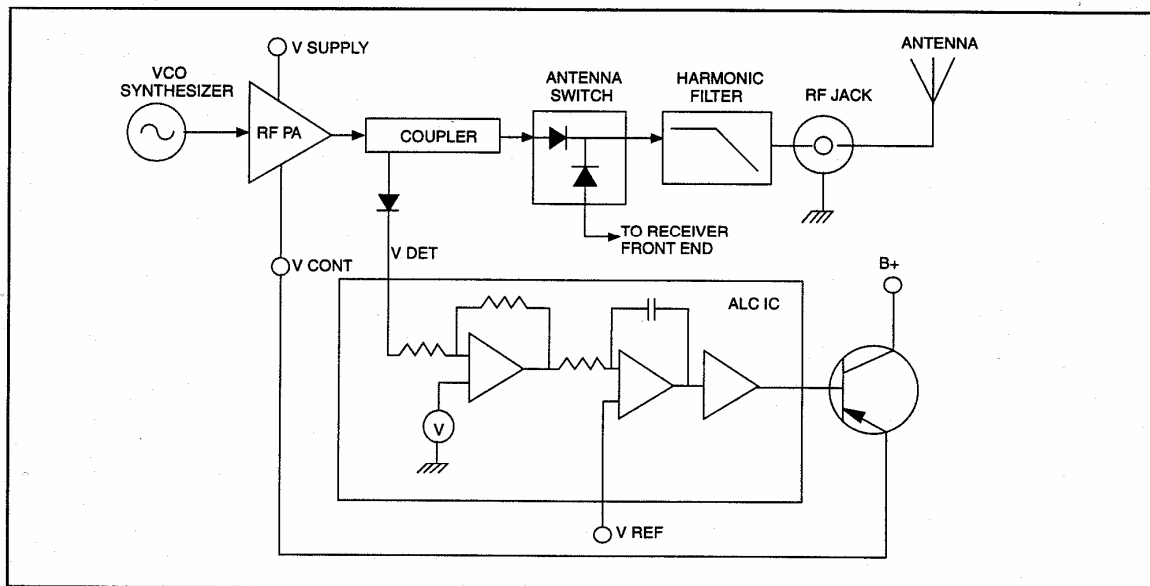 V SUPPLY
VCO
SYNTHESIZER
RF PA
COUPLER
ANTENNA
SWITCH
HARMONIC
FILTER
RF JACK
ANTENNA
TO RECEIVER
FRONT END
V DET
V CONT
ALC IC
B+
V
V REF